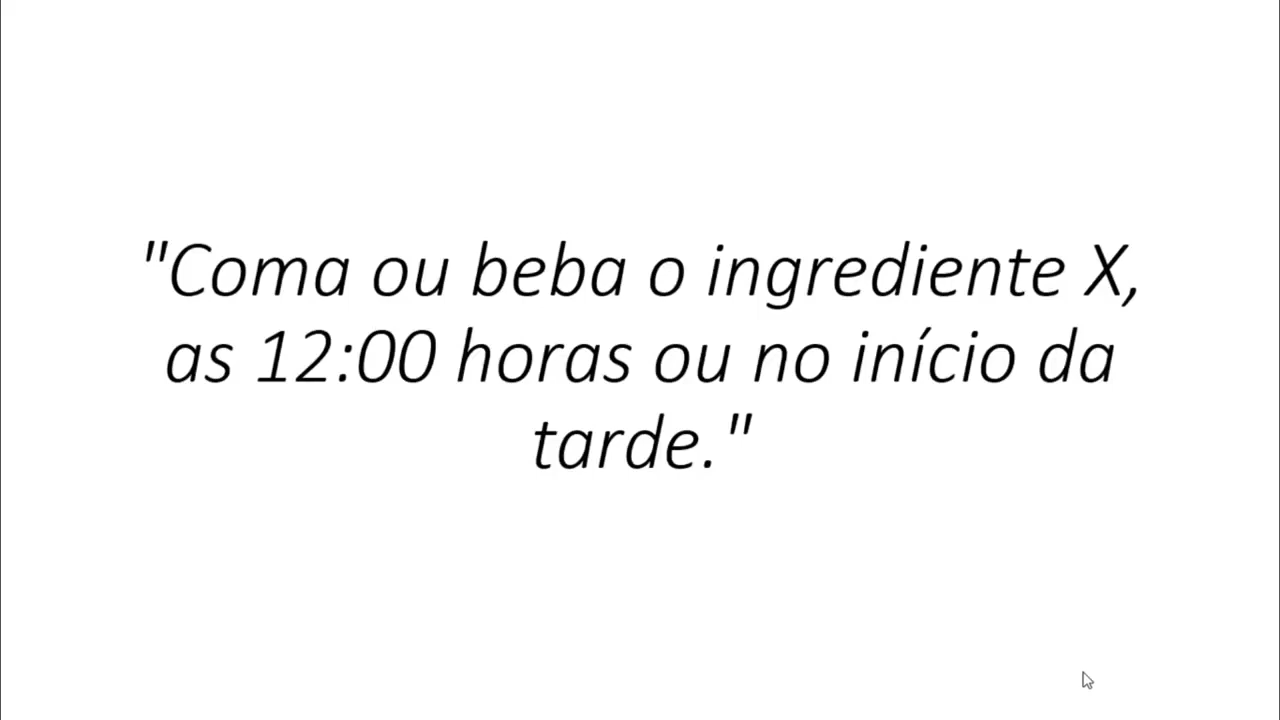 "Coma ou beba o ingrediente X,
as 12:00 horas ou no início da
tarde."